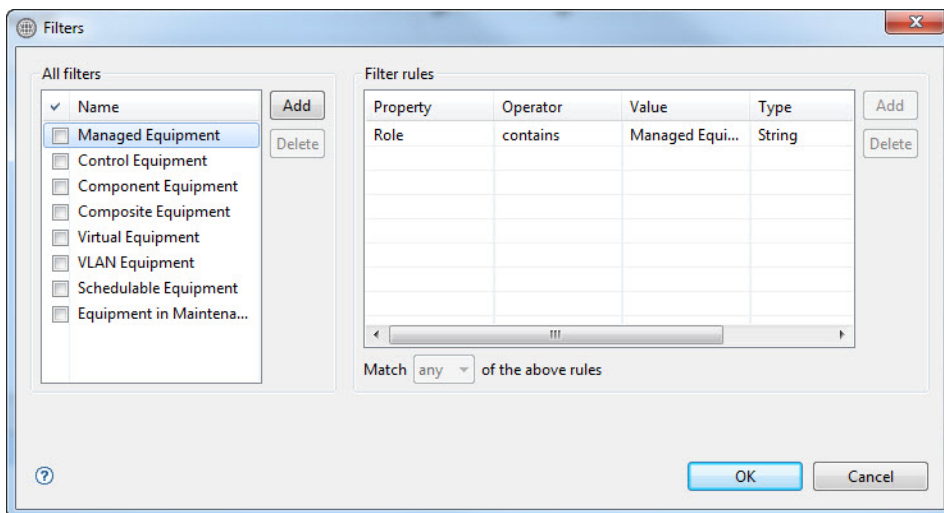 Filters
All filters
Name
Managed Equipment
Control Equipment
Component Equipment
Composite Equipment
Virtual Equipment
VLAN Equipment
Schedulable Equipment
Equipment in Maintena...
Add
Delete
Filter rules
Property Operator Value Type
Role contains Managed Equi... String
Add
Delete
Match any of the above rules
OK Cancel